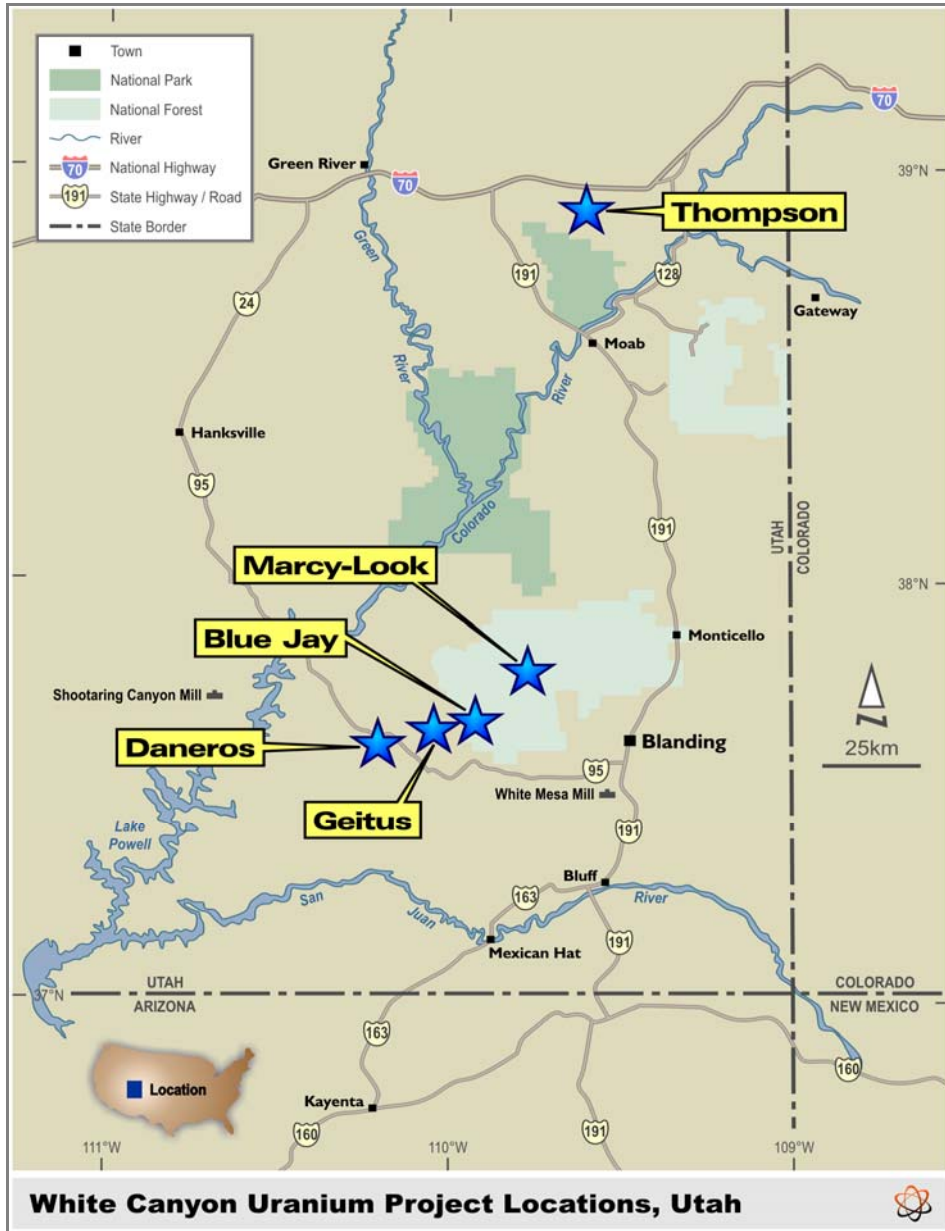 Town
National Park
National Forest
River
70
National Highway
191
State Highway / Road
State Border
70
Green River
70
39°N
Thompson
Green
191
128
24
Gateway
Moab
River
River
Hanksville
95
Colorado
191
UTAH
COLORADO
Marcy-Look
38°N
Blue Jay
Monticello
Shootaring Canyon Mill
Daneros
Blanding
25km
95
Geitus
White Mesa Mill
191
Lake
Powell
Bluff
163
San
Juan
River
191
Mexican Hat
UTAH
COLORADO
37°N
ARIZONA
NEW MEXICO
163
160
Location
Kayenta
160
191
111°W
110°W
109°W
White Canyon Uranium Project Locations, Utah